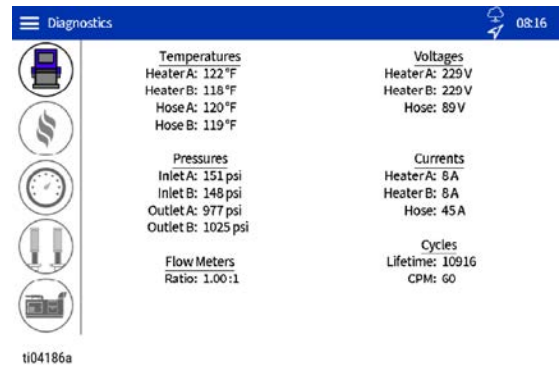 Diagnostics
08:16
Temperatures
Heater A: 122°F
Heater B: 118°F
Hose A: 120°F
Hose B: 119°F
Pressures
Inlet A: 151 psi
Inlet B: 148 psi
Outlet A: 977 psi
Outlet B: 1025 psi
Flow Meters
Ratio: 1.00:1
Voltages
Heater A: 229 V
Heater B: 229 V
Hose: 89 V
Currents
Heater A: 8 A
Heater B: 8 A
Hose: 45 A
Cycles
Lifetime: 10916
CPM: 60
ti04186a